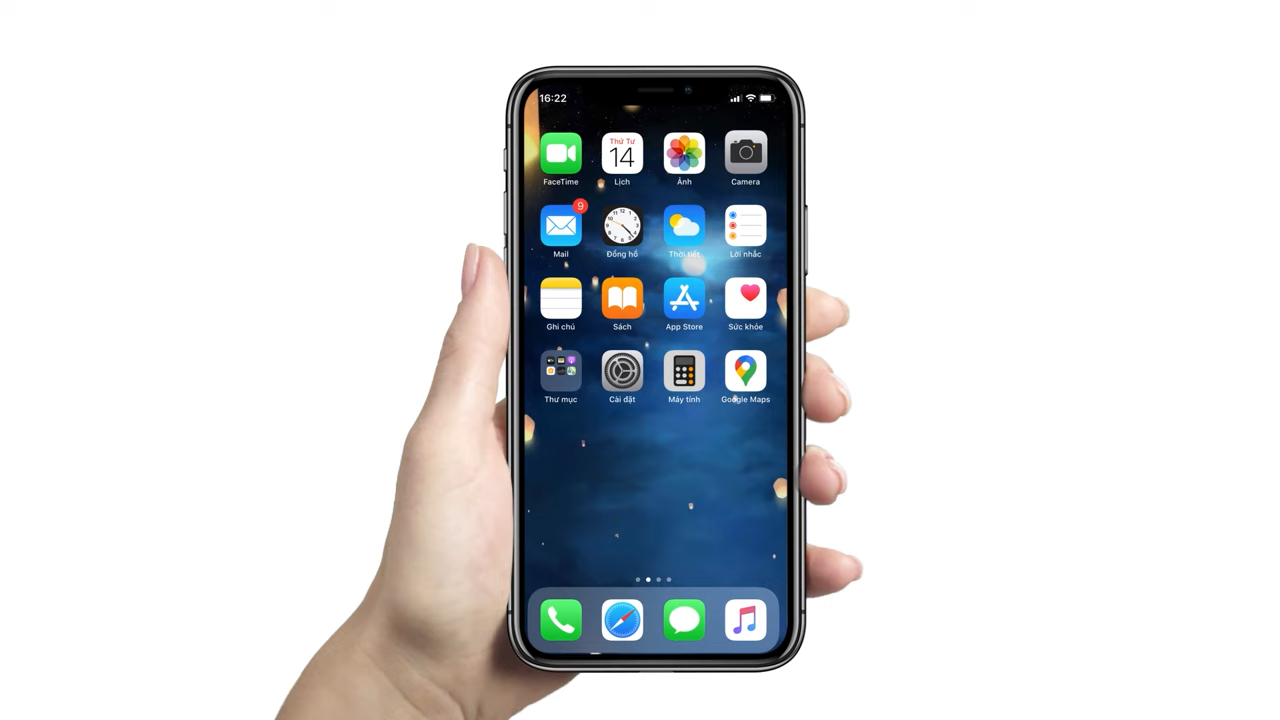 16:22
Thứ Tư
14
FaceTime
Lịch
Ảnh
Camera
9
Mail
Đồng hồ
Thời tiết
Lời nhắc
Ghi chú
Sách
App Store
Sức khỏe
Thư mục
Cài đặt
Máy tính
Google Maps